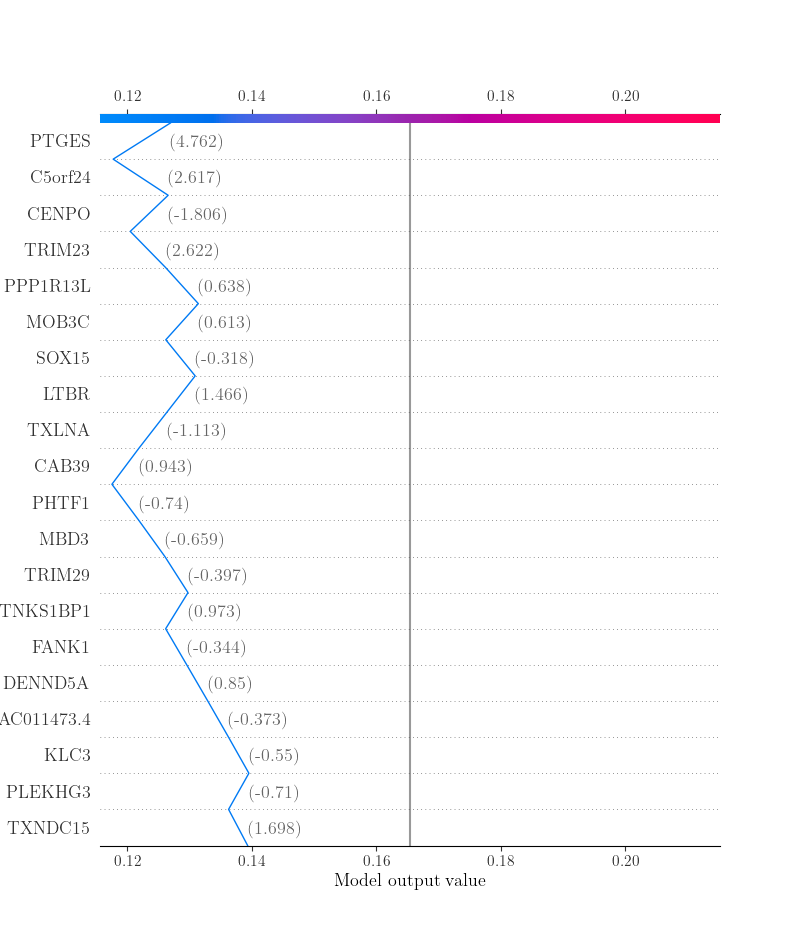 0.12 0.14 0.16 0.18 0.20
PTGES (4.762)
C5orf24 (2.617)
CENPO (-1.806)
TRIM23 (2.622)
PPP1R13L (0.638)
MOB3C (0.613)
SOX15 (-0.318)
LTBR (1.466)
TXLNA (-1.113)
CAB39 (0.943)
PHTF1 (-0.74)
MBD3 (-0.659)
TRIM29 (-0.397)
TNKS1BP1 (0.973)
FANK1 (-0.344)
DENND5A (0.85)
AC011473.4 (-0.373)
KLC3 (-0.55)
PLEKHG3 (-0.71)
TXNDC15 (1.698)
0.12 0.14 0.16 0.18 0.20
Model output value